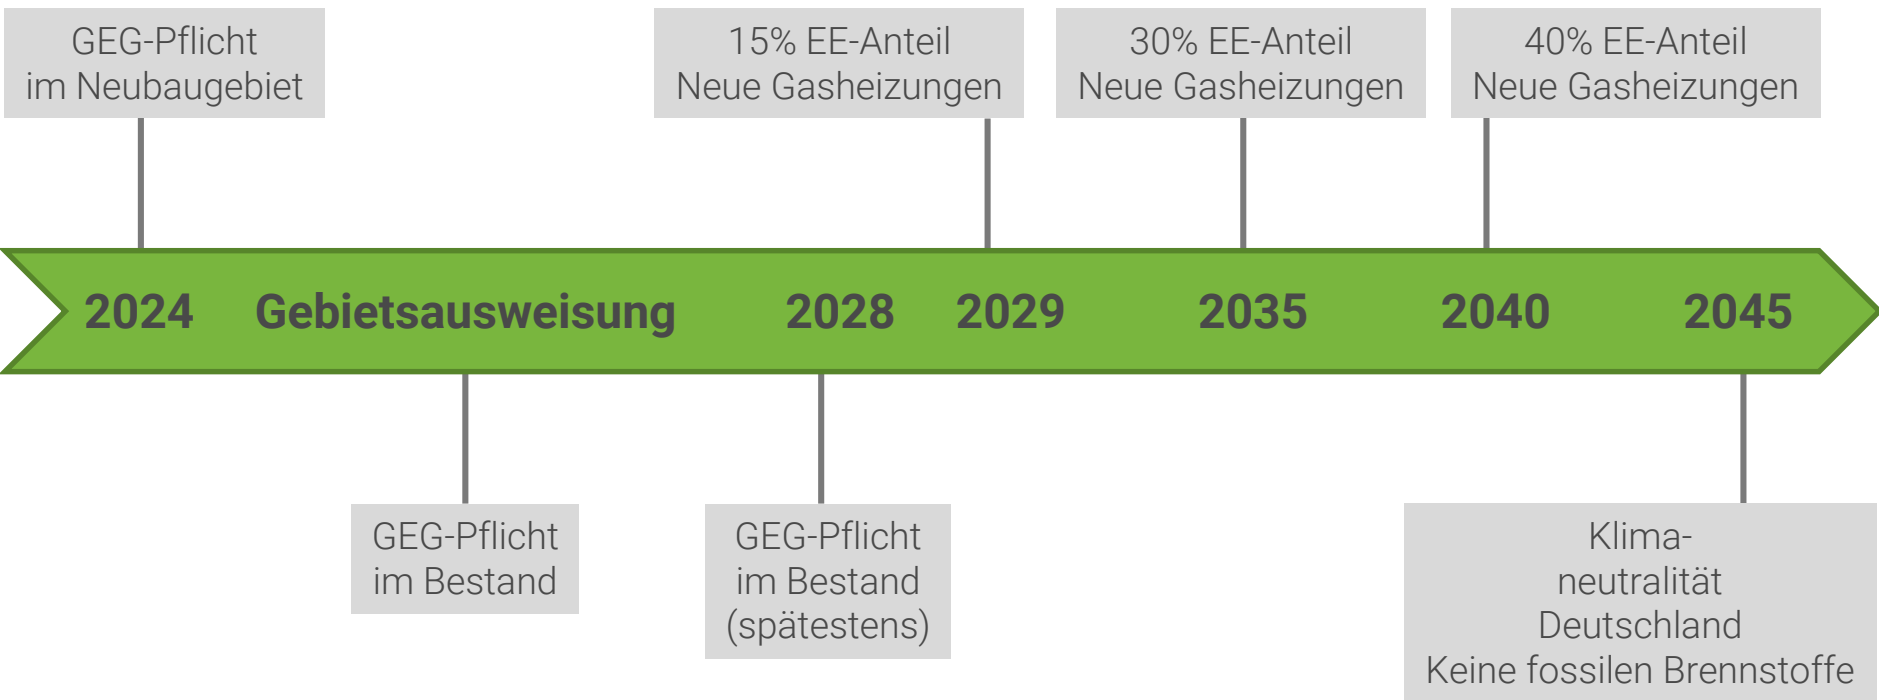 GEG-Pflicht
im Neubaugebiet
15% EE-Anteil
Neue Gasheizungen
30% EE-Anteil
Neue Gasheizungen
40% EE-Anteil
Neue Gasheizungen
2024 Gebietsausweisung 2028 2029 2035 2040 2045
GEG-Pflicht
im Bestand
GEG-Pflicht
im Bestand
(spätestens)
Klima-
neutralität
Deutschland
Keine fossilen Brennstoffe